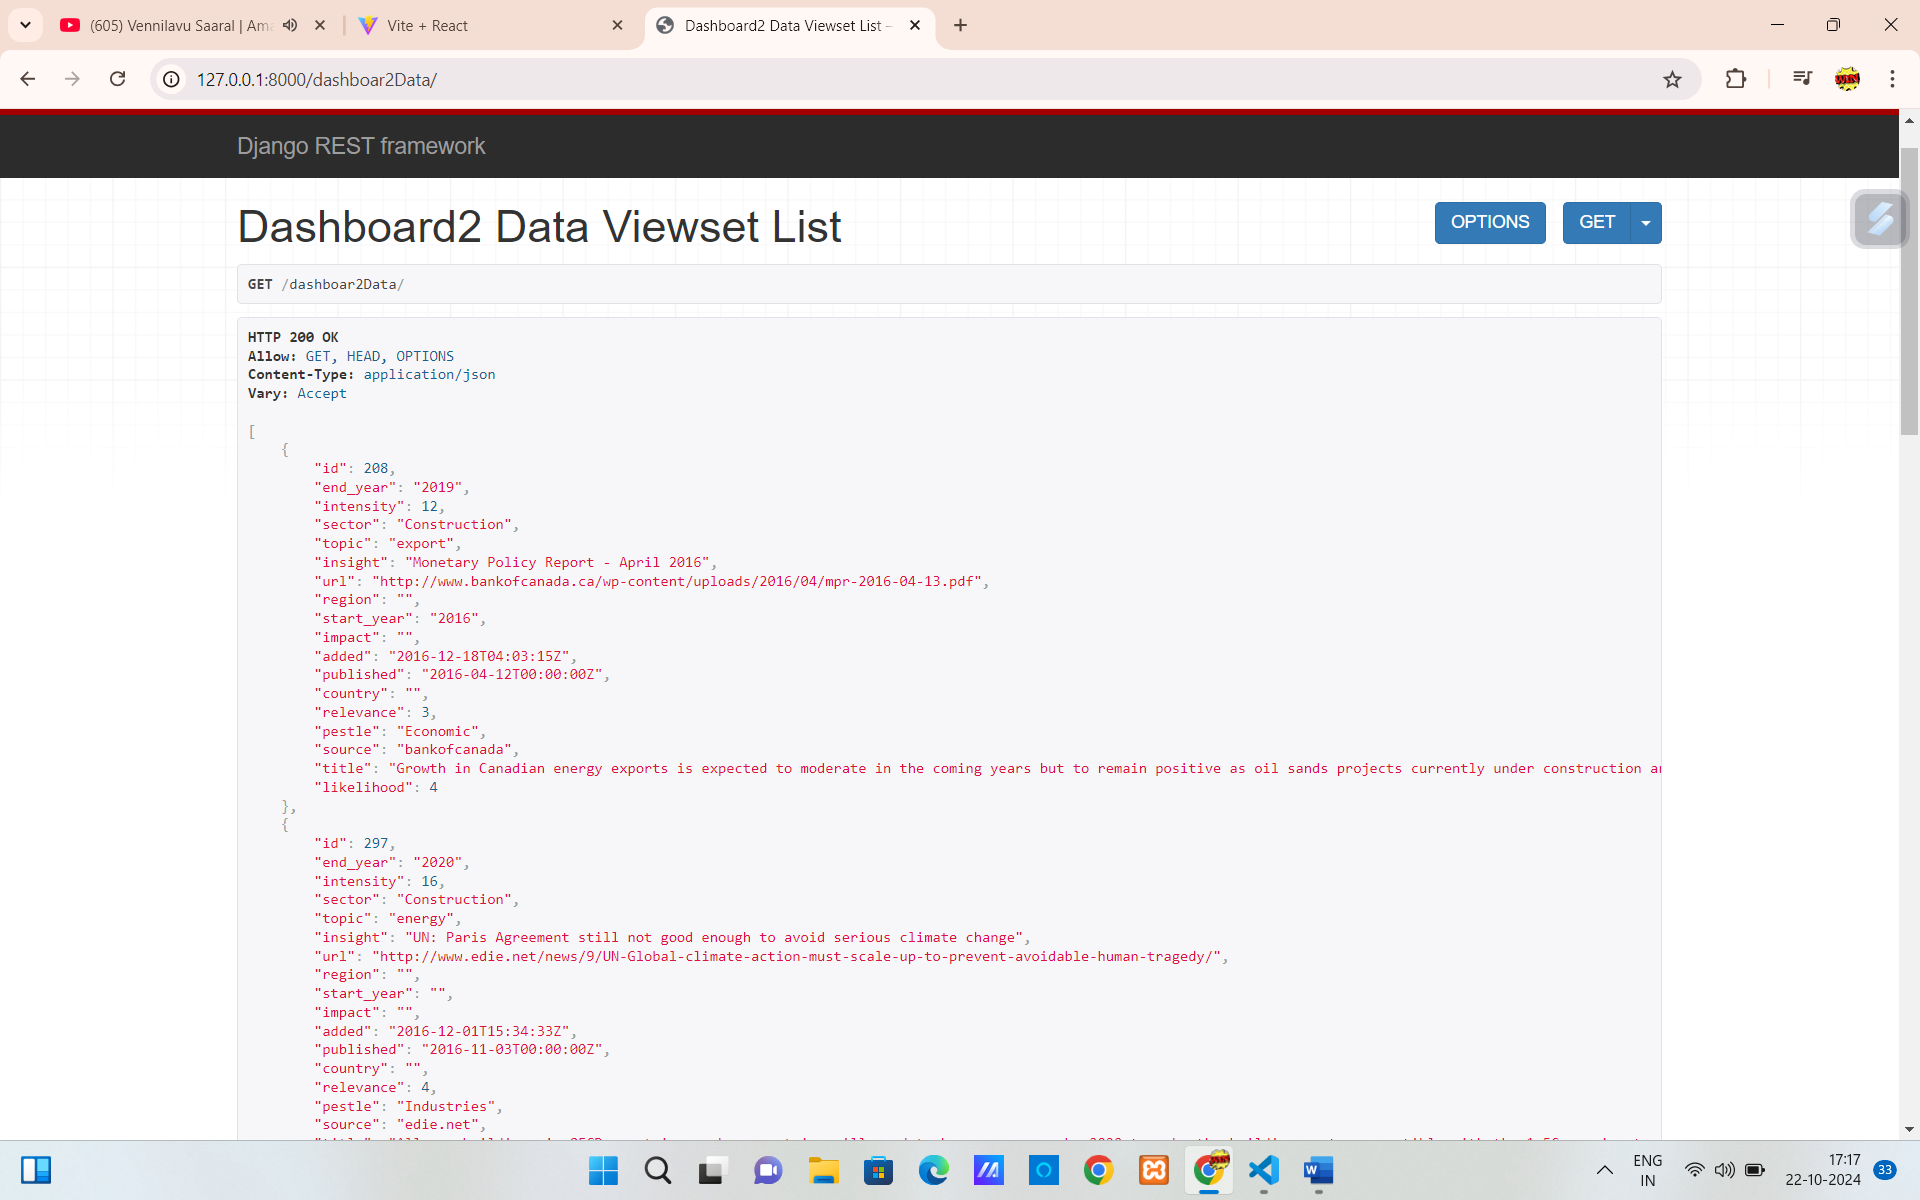 (605) Vennilavu Saaral | Ama
Vite + React
Dashboard2 Data Viewset List –
127.0.0.1:8000/dashboar2Data/
Django REST framework
Dashboard2 Data Viewset List
OPTIONS
GET
GET /dashboar2Data/
HTTP 200 OK
Allow: GET, HEAD, OPTIONS
Content-Type: application/json
Vary: Accept
[
{
"id": 208,
"end_year": "2019",
"intensity": 12,
"sector": "Construction",
"topic": "export",
"insight": "Monetary Policy Report - April 2016",
"url": "http://www.bankofcanada.ca/wp-content/uploads/2016/04/mpr-2016-04-13.pdf",
"region": "",
"start_year": "2016",
"impact": "",
"added": "2016-12-18T04:03:15Z",
"published": "2016-04-12T00:00:00Z",
"country": "",
"relevance": 3,
"pestle": "Economic",
"source": "bankofcanada",
"title": "Growth in Canadian energy exports is expected to moderate in the coming years but to remain positive as oil sands projects currently under construction
"likelihood": 4
},
{
"id": 297,
"end_year": "2020",
"intensity": 16,
"sector": "Construction",
"topic": "energy",
"insight": "UN: Paris Agreement still not good enough to avoid serious climate change",
"url": "http://www.edie.net/news/9/UN-Global-climate-action-must-scale-up-to-prevent-avoidable-human-tragedy/",
"region": "",
"start_year": "",
"impact": "",
"added": "2016-12-01T15:34:33Z",
"published": "2016-11-03T00:00:00Z",
"country": "",
"relevance": 4,
"pestle": "Industries",
"source": "edie.net",
ENG
IN
17:17
22-10-2024
33